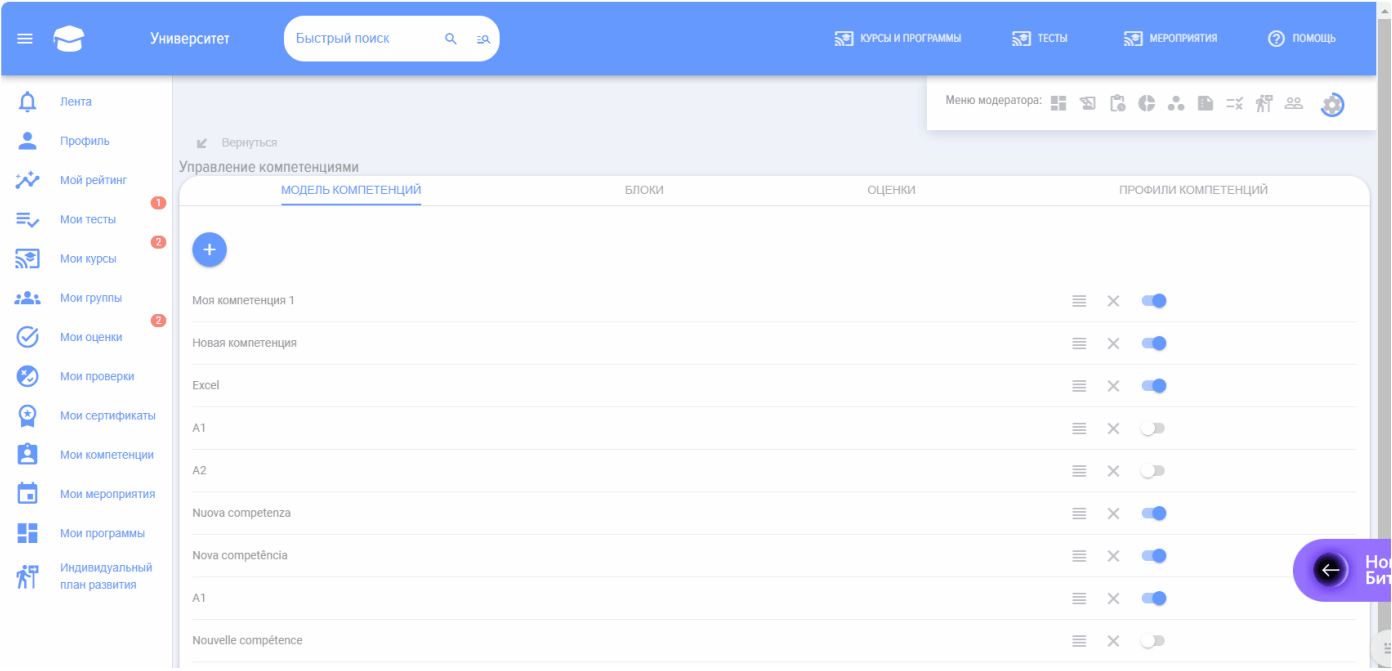 Университет
Быстрый поиск
КУРСЫ И ПРОГРАММЫ
ТЕСТЫ
МЕРОПРИЯТИЯ
ПОМОЩЬ
Меню модератора:
Лента
Профиль
Мой рейтинг
1
Мои тесты
2
Мои курсы
Мои группы
2
Мои оценки
Мои проверки
Мои сертификаты
Мои компетенции
Мои мероприятия
Мои программы
Индивидуальный
план развития
Вернуться
Управление компетенциями
МОДЕЛЬ КОМПЕТЕНЦИЙ
БЛОКИ
ОЦЕНКИ
ПРОФИЛИ КОМПЕТЕНЦИЙ
Моя компетенция 1
Новая компетенция
Excel
A1
A2
Nuova competenza
Nova competência
A1
Nouvelle compétence